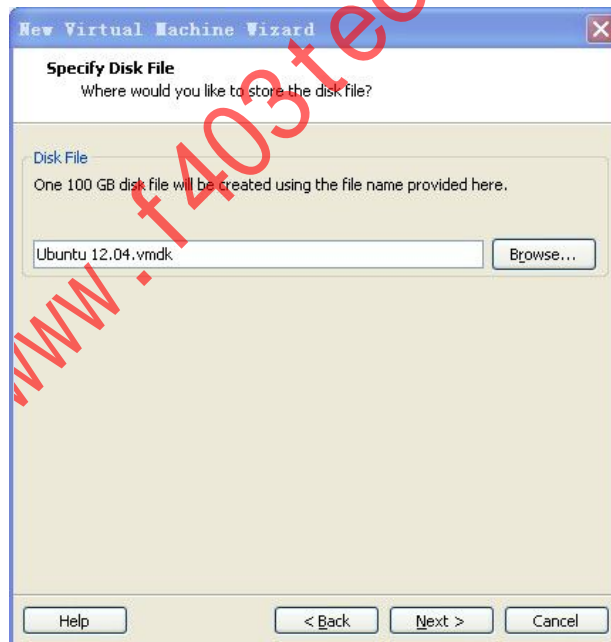 New Virtual Machine Wizard
Specify Disk File
Where would you like to store the disk file?
Disk File
One 100 GB disk file will be created using the file name provided here.
Ubuntu 12.04.vmdk
Browse...
www.f403tec
Help
< Back
Next >
Cancel